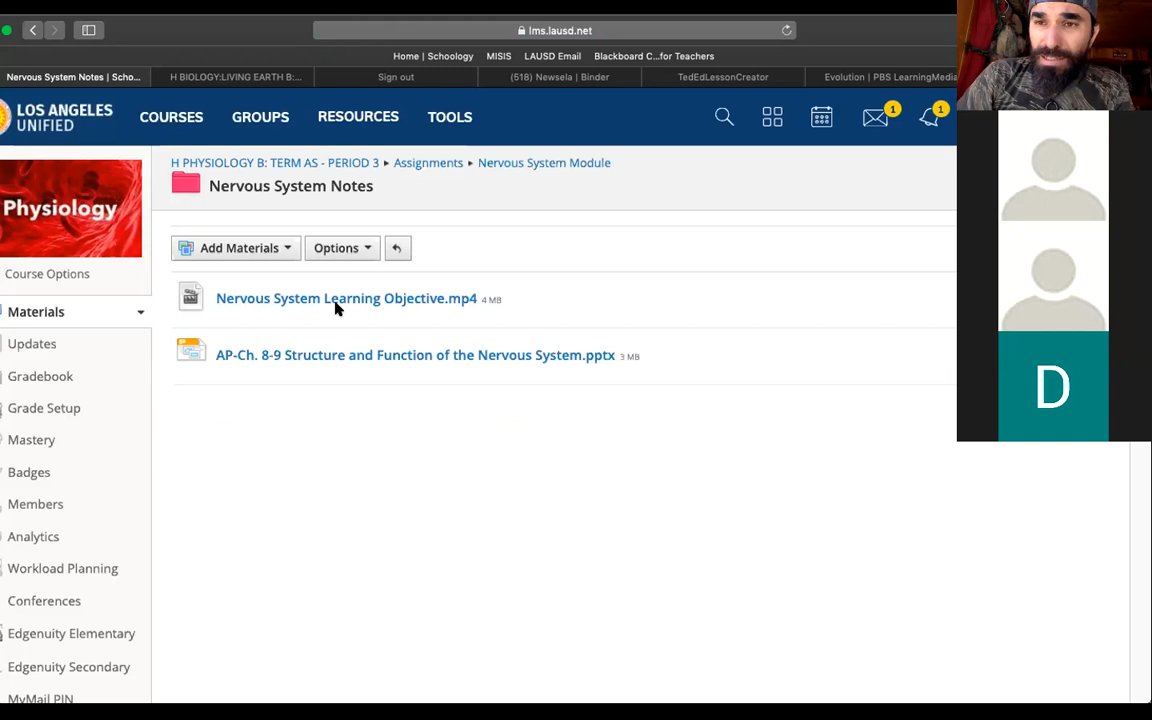 lms.lausd.net
Home | Schoology MISIS LAUSD Email Blackboard C...for Teachers
Nervous System Notes | Scho... H BIOLOGY:LIVING EARTH B:... Sign out (518) Newsela | Binder TedEdLessonCreator Evolution | PBS LearningMedia
LOS ANGELES
UNIFIED
COURSES GROUPS RESOURCES TOOLS 1 1
H PHYSIOLOGY B: TERM AS - PERIOD 3 ▸ Assignments ▸ Nervous System Module
Nervous System Notes
Physiology
Add Materials Options
Course Options
Nervous System Learning Objective.mp4 4 MB
Materials
Updates
AP-Ch. 8-9 Structure and Function of the Nervous System.pptx 3 MB
Gradebook
Grade Setup
Mastery
Badges
Members
Analytics
Workload Planning
Conferences
Edgenuity Elementary
Edgenuity Secondary
MyMail PIN
D